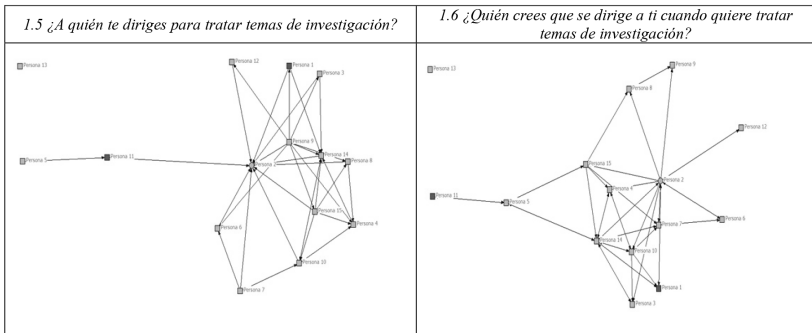 1.5 ¿A quién te diriges para tratar temas de investigación?
1.6 ¿Quién crees que se dirige a ti cuando quiere tratar
temas de investigación?
Persona 13
Persona 12
Persona 1
Persona 3
Persona 9
Persona 14
Persona 8
Persona 5
Persona 11
Persona 2
Persona 15
Persona 4
Persona 6
Persona 10
Persona 7
Persona 13
Persona 9
Persona 8
Persona 12
Persona 15
Persona 2
Persona 4
Persona 11
Persona 5
Persona 6
Persona 7
Persona 14
Persona 10
Persona 1
Persona 3